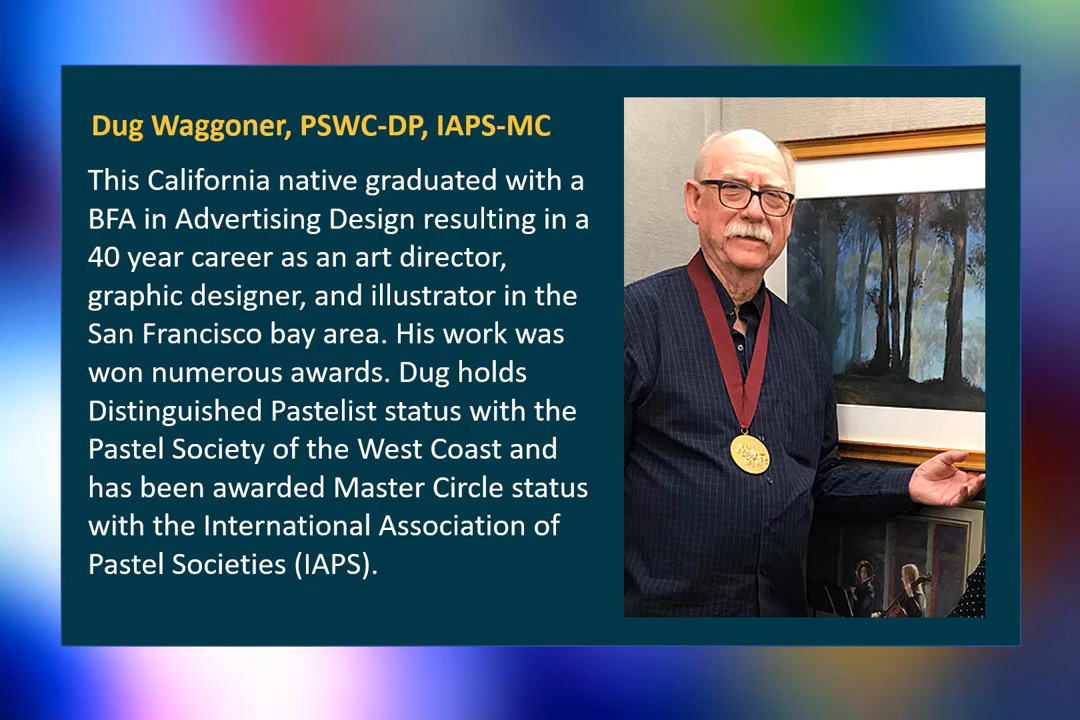 Dug Waggoner, PSWC-DP, IAPS-MC
This California native graduated with a
BFA in Advertising Design resulting in a
40 year career as an art director,
graphic designer, and illustrator in the
San Francisco bay area. His work was
won numerous awards. Dug holds
Distinguished Pastelist status with the
Pastel Society of the West Coast and
has been awarded Master Circle status
with the International Association of
Pastel Societies (IAPS).